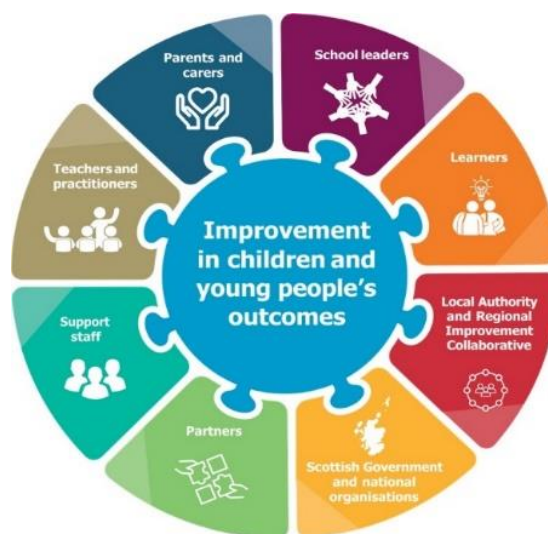 Parents and
carers
School leaders
Teachers and
practitioners
Learners
Improvement
in children and
young people's
outcomes
Support
staff
Local Authority
and Regional
Improvement
Collaborative
Partners
Scottish Government
and national
organisations